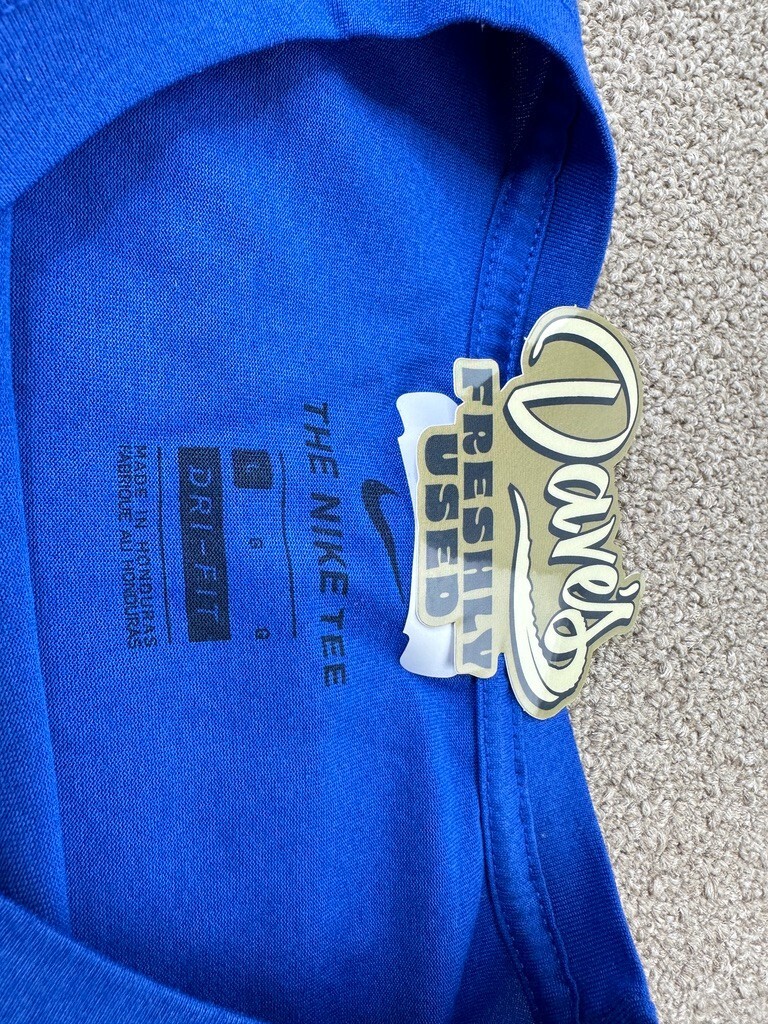 Dave's
FRESHLY
USED
THE NIKE TEE
L G G
DRI-FIT
MADE IN HONDURAS
FABRIQUÉ AU HONDURAS